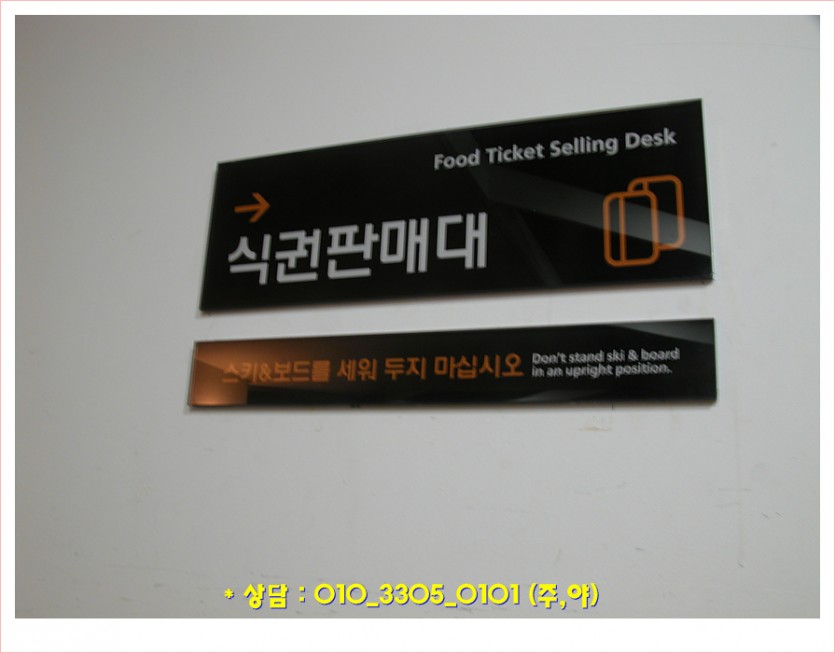 Food Ticket Selling Desk
→
식권판매대
스키&보드를 세워 두지 마십시오
Don't stand ski & board
in an upright position.
* 상담 : 010_3305_0101 (주,야)